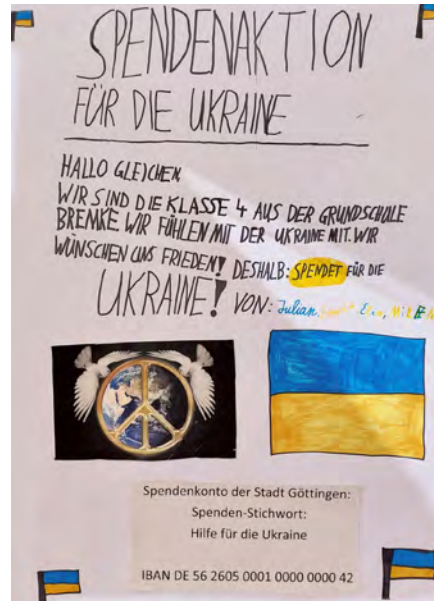 SPENDENAKTION
FÜR DIE UKRAINE
HALLO GLEICHEN
WIR SIND DIE KLASSE 4 AUS DER GRUNDSCHULE
BREMKE. WIR FÜHLEN MIT DER UKRAINE MIT. WIR
WÜNSCHEN UNS FRIEDEN! DESHALB: SPENDET FÜR DIE
UKRAINE! VON: Julian,
Spendenkonto der Stadt Göttingen:
Spenden-Stichwort:
Hilfe für die Ukraine
IBAN DE 56 2605 0001 0000 0000 42